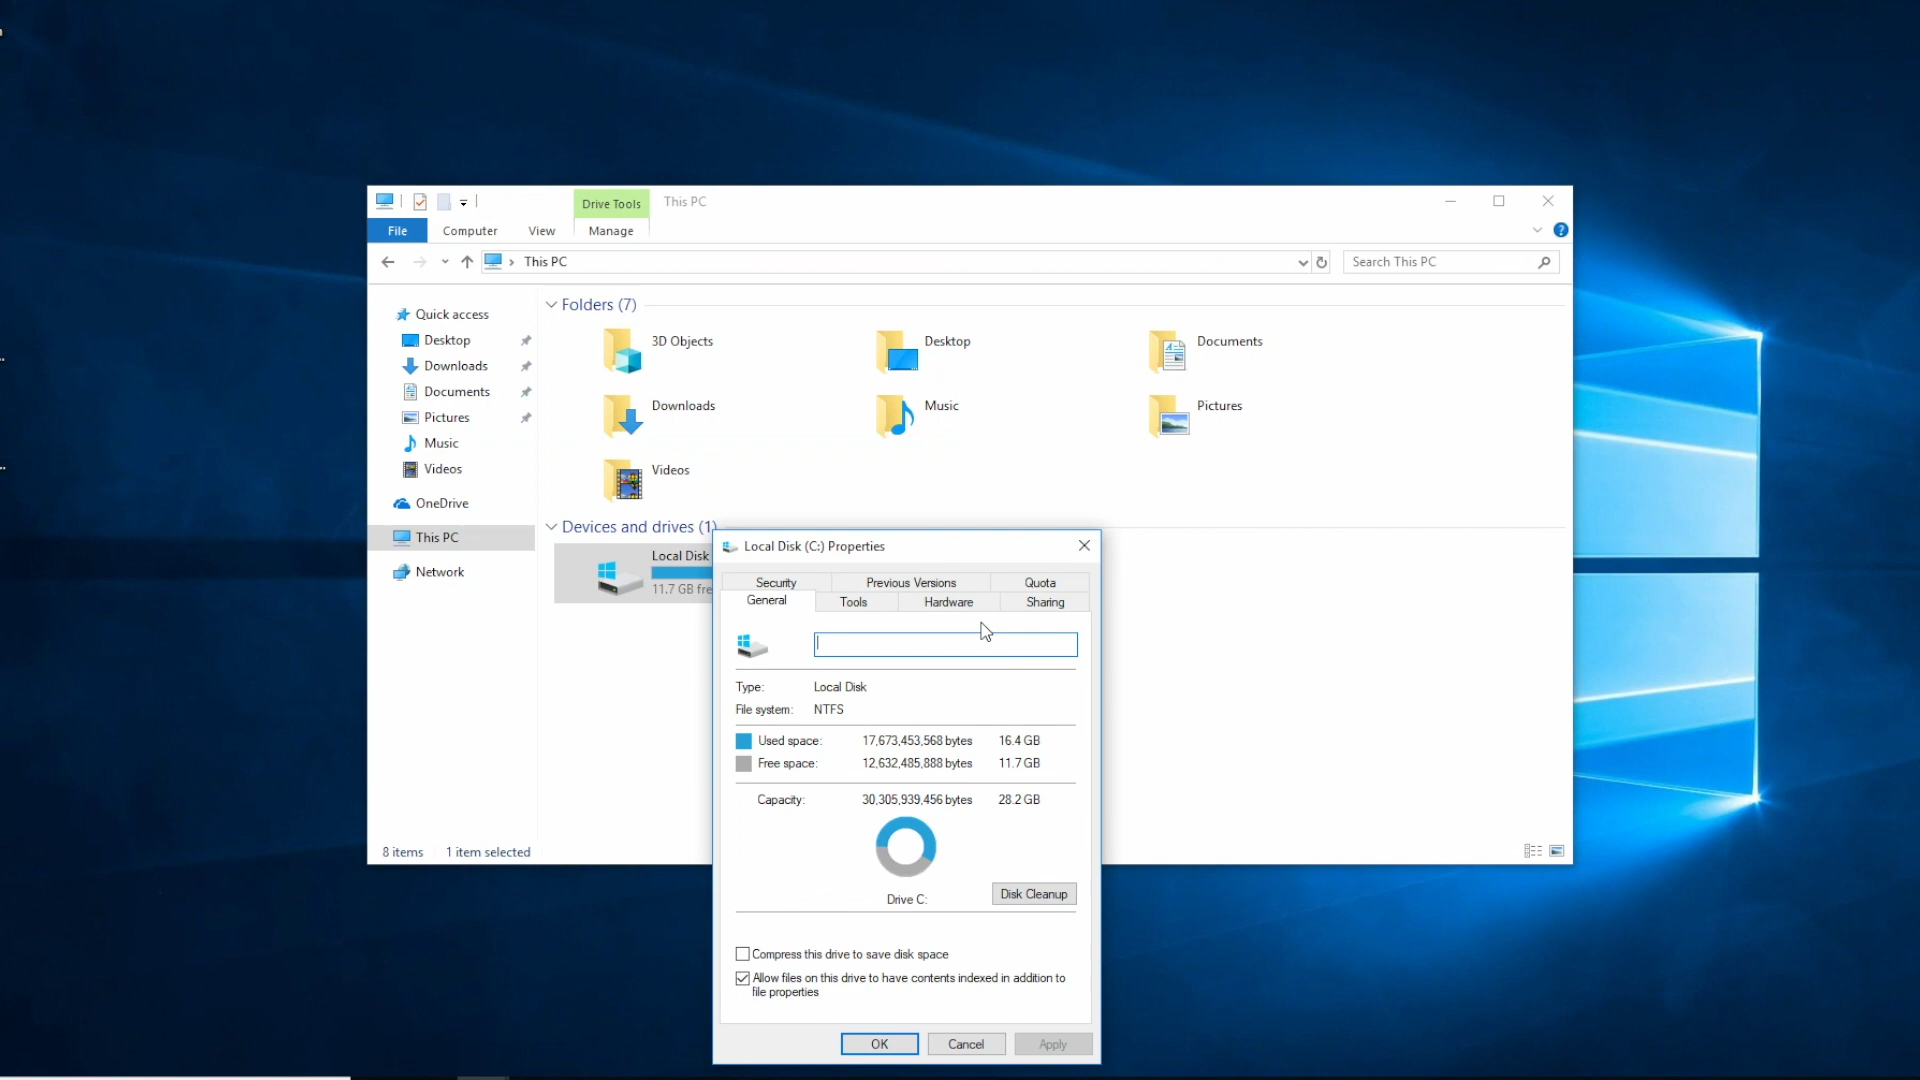 Drive Tools
This PC
File
Computer
View
Manage
This PC
Search This PC
Quick access
Desktop
Downloads
Documents
Pictures
Music
Videos
OneDrive
This PC
Network
Folders (7)
3D Objects
Desktop
Documents
Downloads
Music
Pictures
Videos
Devices and drives (1)
Local Disk
11.7 GB fre
8 items
1 item selected
Local Disk (C:) Properties
Security
Previous Versions
Quota
General
Tools
Hardware
Sharing
Type: Local Disk
File system: NTFS
Used space: 17,673,453,568 bytes 16.4 GB
Free space: 12,632,485,888 bytes 11.7 GB
Capacity: 30,305,939,456 bytes 28.2 GB
Drive C:
Disk Cleanup
Compress this drive to save disk space
Allow files on this drive to have contents indexed in addition to
file properties
OK
Cancel
Apply